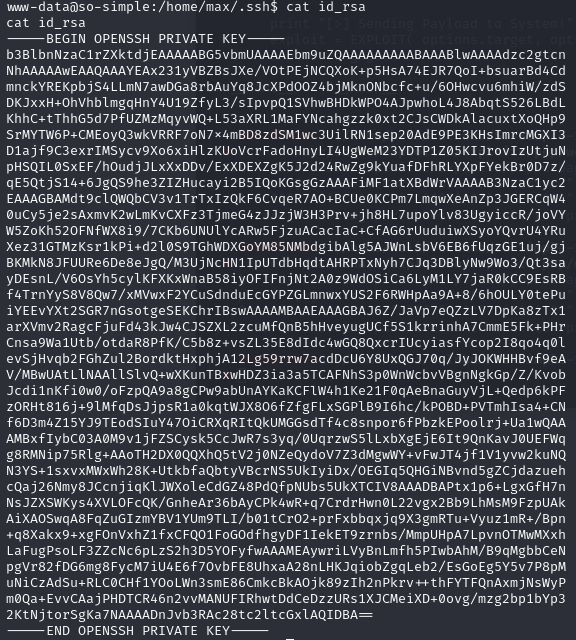 www-data@so-simple:/home/max/.ssh$ cat id_rsa
cat id_rsa
-----BEGIN OPENSSH PRIVATE KEY-----
b3BlbnNzaC1rZXktdjEAAAAABG5vbmUAAAAEbm9uZQAAAAAAAAABAAABlwAAAAdzc2gtcn
NhAAAAAwEAAQAAAYEAx231yVBZBsJXe/VOtPEjNCQXoK+p5HsA74EJR7QoI+bsuarBd4Cd
mnckYREKpbjS4LLmN7awDGa8rbAuYq8JcXPdOOZ4bjMknONbcfc+u/6OHwcvu6mhiW/zdS
DKJxxH+OhVhblmgqHnY4U19ZfyL3/sIpvpQ1SVhwBHDkWPO4AJpwhoL4J8AbqtS526LBdL
KhhC+tThhG5d7PfUZMzMqyvWQ+L53aXRL1MaFYNcahgzzk0xt2CJsCWDkAlacuxtXoQHp9
SrMYTW6P+CMEoyQ3wkVRRF7oN7x4mBD8zdSM1wc3UilRN1sep20AdE9PE3KHsImrcMGXI3
D1ajf9C3exrIMSycv9Xo6xiHlzKUoVcrFadoHnyLI4UgWeM23YDTP1Z05KIJrovIzUtjuN
pHSQIL0SxEF/hOudjJLxXxDDv/ExXDEXZgK5J2d24RwZg9kYuafDFhRLYXpFYekBr0D7z/
qE5QtjS14+6JgQS9he3ZIZHucayi2B5IQoKGsgGzAAAFiMF1atXBdWrVAAAAB3NzaC1yc2
EAAAGBAMdt9clQWQbCV3v1TrTxIzQkF6CvqeR7AO+BCUe0KCPm7LmqwXeAnZp3JGERCqW4
0uCy5je2sAxmvK2wLmKvCXFz3TjmeG4zJJzjW3H3Prv+jh8HL7upoYlv83UgyiccR/joVY
W5ZoKh52OFNfWX8i9/7CKb6UNUlYcARw5FjzuACacIaC+CfAG6rUuduiwXSyoYQvrU4YRu
Xez31GTMzKsr1kPi+d2l0S9TGhWDXGoYM85NMbdgibAlg5AJWnLsbV6EB6fUqzGE1uj/gj
BKMkN8JFUURe6De8eJgQ/M3UjNcHN1IpUTdbHqdtAHRPTxNyh7CJq3DBlyNw9Wo3/Qt3sa
yDEsnL/V6OsYh5cylKFXKxWnaB58iyOFIFnjNt2A0z9WdOSiCa6LyM1LY7jaR0kCC9EsRB
f4TrnYyS8V8Qw7/xMVwxF2YCuSdnduEcGYPZGLmnwxYUS2F6RWHpAa9A+8/6hOULY0tePu
iYEEvYXt2SGR7nGsotgeSEKChrIBswAAAAMBAAEAAAGBAJ6Z/JaVp7eQZzLV7DpKa8zTx1
arXVmv2RagcFjuFd43kJw4CJSZXL2zcuMfQnB5hHveyugUCf5S1krrinhA7CmmE5Fk+PHr
Cnsa9Wa1Utb/otdaR8PfK/C5b8z+vsZL35E8dIdc4wGQ8QxcrIUcyiasfYcop2I8qo4q0l
evSjHvqb2FGhZul2BordktHxphjA12Lg59rrw7acdDcU6Y8UxQGJ70q/JyJOKWHHBvf9eA
V/MBwUAtLlNAAllSlvQ+wXKunTBxwHDZ3ia3a5TCAFNhS3p0WnWcbvVBgnNgkGp/Z/Kvob
Jcdi1nKfi0w0/oFzpQA9a8gCPw9abUnAYKaKCFlW4h1Ke21F0qAeBnaGuyVjL+Qedp6kPF
zORHt816j+9lMfqDsJjpsR1a0kqtWJX8O6fZfgFLxSGPlB9I6hc/kPOBD+PVTmhIsa4+CN
f6D3m4Z15YJ9TEodSIuY47OiCRXqRItQkUMGGsdTf4c8snpor6fPbzkEPoolrj+Ua1wQAA
AMBxfIybC03A0M9v1jFZSCysk5CcJwR7s3yq/0UqrzwS5lLxbXgEjE6It9QnKavJ0UEFWq
g8RMNip75Rlg+AAoTH2DX0QQXhQ5tV2j0NZeQydoV7Z3dMgwWY+vFwJT4jf1V1yvw2kuNQ
N3YS+1sxvxMWxWh28K+UtkbfaQbtyVBcrNS5UkIyiDx/OEGIq5QHGiNBvnd5gZCjdazueh
cQaj26Nmy8JCcnjiqKlJWXoleCdGZ48PdQfpNUbs5UkXTCIV8AAADBAPtx1p6+LgxGfH7n
NsJZXSWKys4XVLOFcQK/GnheAr36bAyCPk4wR+q7CrdrHwn0L22vgx2Bb9LhMsM9FzpUAk
AiXAOSwqA8FqZuGIzmYBV1YUm9TLI/b01tCrO2+prFxbbqxjq9X3gmRTu+Vyuz1mR+/Bpn
+q8Xakx9+xgFOnVxhZ1fxCFQO1FoGOdfhgyDF1IekET9zrnbs/MmpUHpA7LpvnOTMwMXxh
LaFugPsoLF3ZZcNc6pLzS2h3D5YOFyfwAAAMEAywriLVyBnLmfh5PIwbAhM/B9qMgbbCeN
pgVr82fDG6mg8FycM7iU4E6f7OvbFE8UhxaA28nLHKJqiobZgqLeb2/EsGoEg5Y5v7P8pM
uNiCzAdSu+RLC0CHf1YOoLWn3smE86CmkcBkAOjk89zIh2nPkrv++thFYTFQnAxmjNsWyP
m0Qa+EvvCAajPHDTCR46n2vvMANUFIRhwtDdCeDzzURs1XJCMeiXD+0ovg/mzg2bp1bYp3
2KtNjtorSgKa7NAAAADnJvb3RAc28tc2ltcGxlAQIDBA==
-----END OPENSSH PRIVATE KEY-----